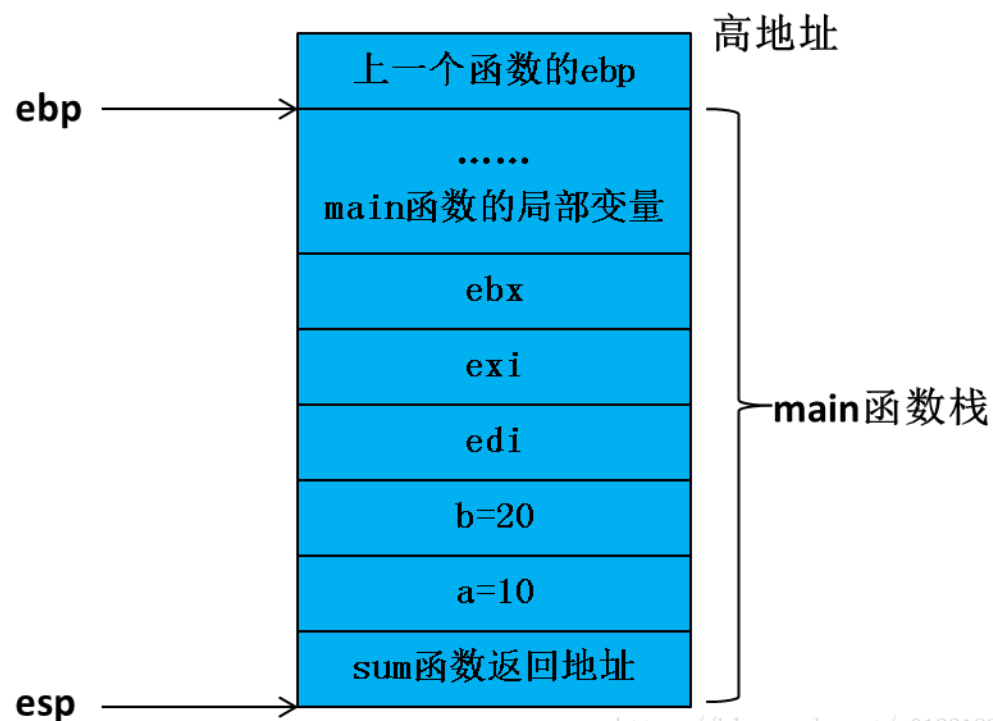 高地址
上一个函数的ebp
ebp
......
main函数的局部变量
ebx
exi
edi
main函数栈
b=20
a=10
sum函数返回地址
esp